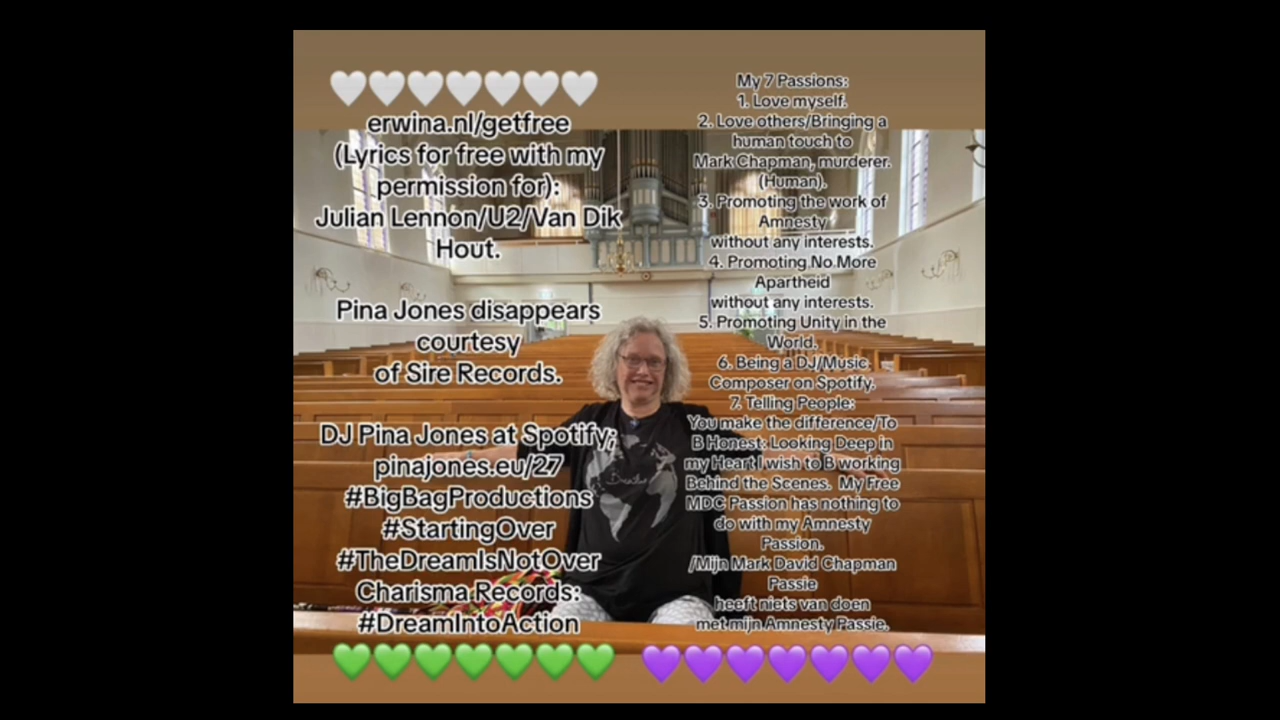 erwina.nl/getfree
(Lyrics for free with my
permission for):
Julian Lennon/U2/Van Dik
Hout.
Pina Jones disappears
courtesy
of Sire Records.
DJ Pina Jones at Spotify;
pinajones.eu/27
#BigBagProductions
#StartingOver
#TheDreamIsNotOver
Charisma Records:
#DreamIntoAction
My 7 Passions:
1. Love myself.
2. Love others/Bringing a
human touch to
Mark Chapman, murderer.
(Human).
3. Promoting the work of
Amnesty
without any interests.
4. Promoting No More
Apartheid
without any interests.
5. Promoting Unity in the
World.
6. Being a DJ/Music
Composer on Spotify.
7. Telling People:
You make the difference/To
B Honest: Looking Deep in
my Heart I wish to B working
Behind the Scenes. My Free
MDC Passion has nothing to
do with my Amnesty
Passion.
/Mijn Mark David Chapman
Passie
heeft niets van doen
met mijn Amnesty Passie.
Breathe